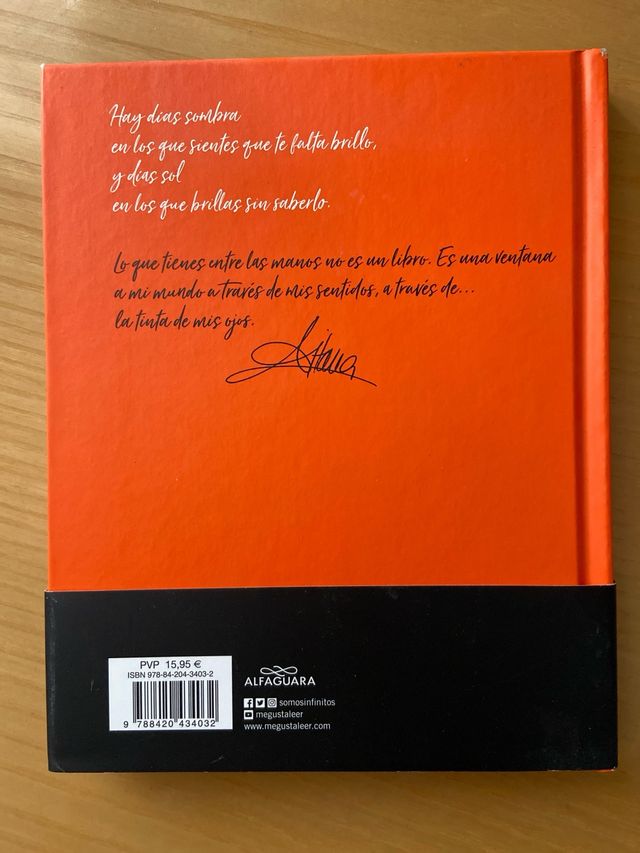 Hay días sombra
en los que sientes que te falta brillo,
y días sol
en los que brillas sin saberlo.
Lo que tienes entre las manos no es un libro. Es una ventana
a mi mundo a través de mis sentidos, a través de...
la tinta de mis ojos.
Aitana
PVP 15,95 €
ISBN 978-84-204-3403-2
9 788420 434032
ALFAGUARA
somosinfinitos
megustaleer
www.megustaleer.com